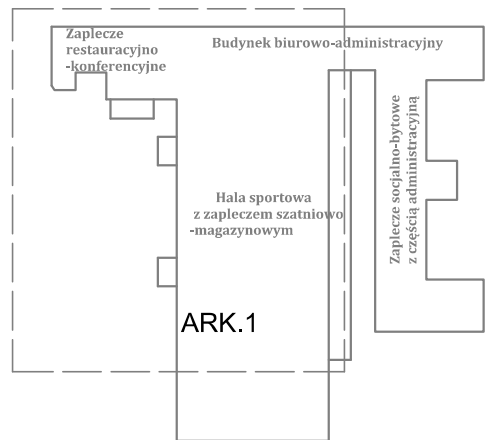 Zaplecze
restauracyjno
-konferencyjne
Budynek biurowo-administracyjny
Zaplecze socjalno-bytowe
z częścią administracyjną
Hala sportowa
z zapleczem szatniowo
-magazynowym
ARK.1